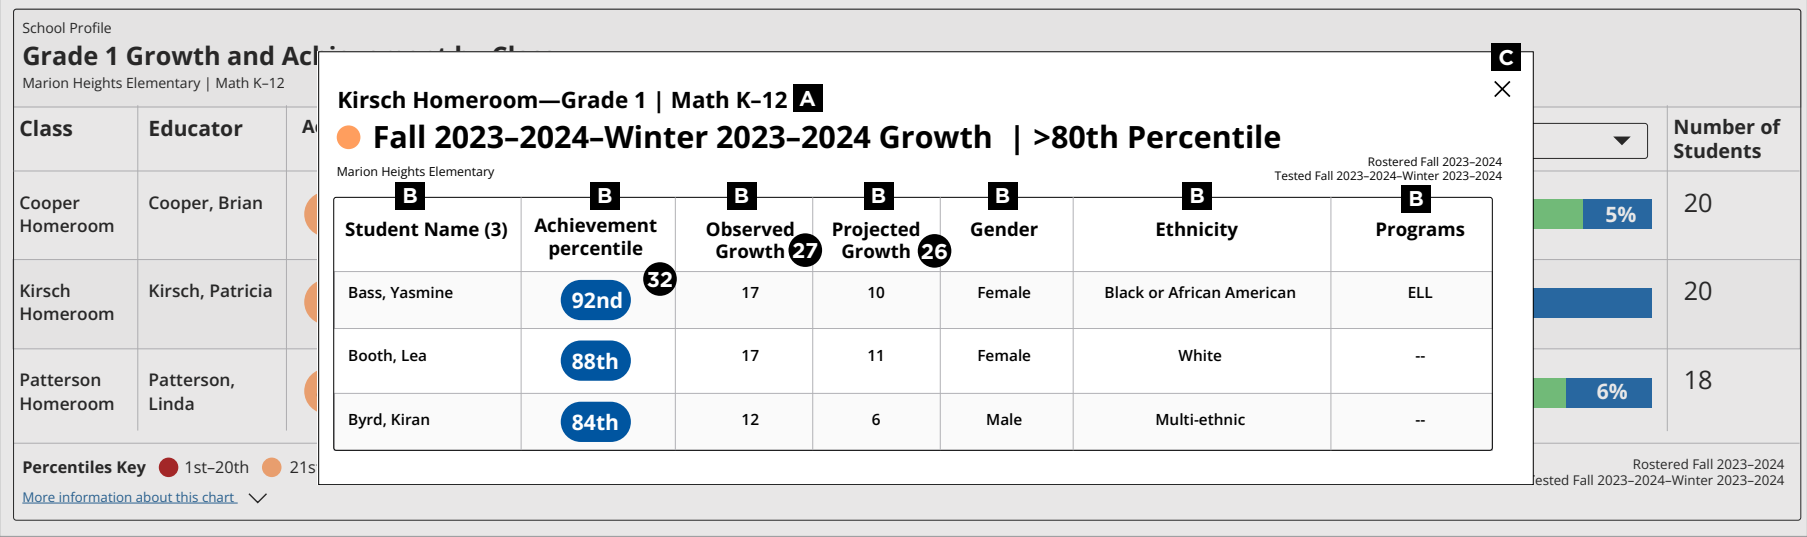 School Profile
Grade 1 Growth and
Marion Heights Elementary | Math K–12
Class
Educator
Number of
Students
Cooper
Homeroom
Cooper, Brian
5%
20
Kirsch
Homeroom
Kirsch, Patricia
20
Patterson
Homeroom
Patterson,
Linda
6%
18
Percentiles Key
1st–20th
More information about this chart
Rostered Fall 2023–2024
Tested Fall 2023–2024–Winter 2023–2024
C
Kirsch Homeroom—Grade 1 | Math K–12 A
Fall 2023–2024–Winter 2023–2024 Growth | >80th Percentile
Marion Heights Elementary
Rostered Fall 2023–2024
Tested Fall 2023–2024–Winter 2023–2024
B B B B B B B
Student Name (3)
Achievement
percentile
32
Observed
Growth 27
Projected
Growth 26
Gender
Ethnicity
Programs
Bass, Yasmine 92nd 17 10 Female Black or African American ELL
Booth, Lea 88th 17 11 Female White --
Byrd, Kiran 84th 12 6 Male Multi-ethnic --